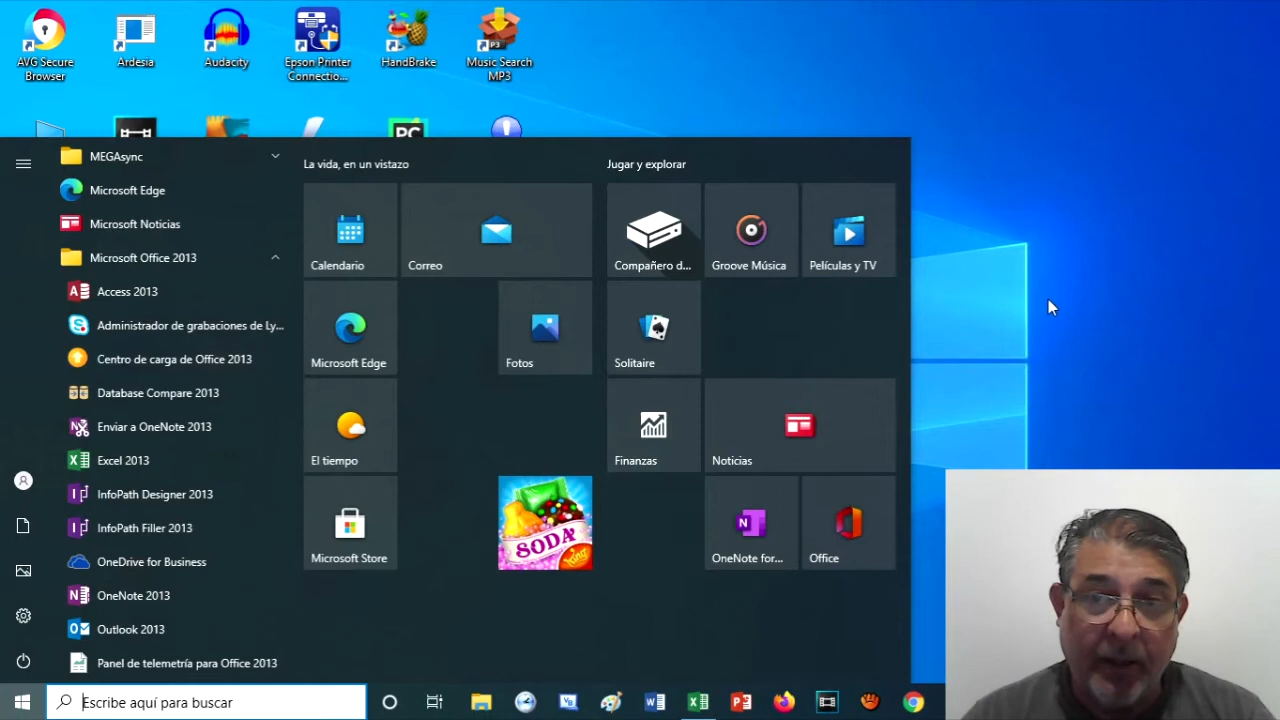 AVG Secure
Browser
Ardesia
Audacity
Epson Printer
Connectio...
HandBrake
P3
Music Search
MP3
PC
MEGAsync
Microsoft Edge
Microsoft Noticias
Microsoft Office 2013
Access 2013
Administrador de grabaciones de Ly...
Centro de carga de Office 2013
Database Compare 2013
Enviar a OneNote 2013
Excel 2013
InfoPath Designer 2013
InfoPath Filler 2013
OneDrive for Business
OneNote 2013
Outlook 2013
Panel de telemetría para Office 2013
La vida, en un vistazo
Calendario
Correo
Microsoft Edge
Fotos
El tiempo
Microsoft Store
SODA
King
Jugar y explorar
Compañero d...
Groove Música
Películas y TV
Solitaire
Finanzas
Noticias
OneNote for...
Office
Escribe aquí para buscar